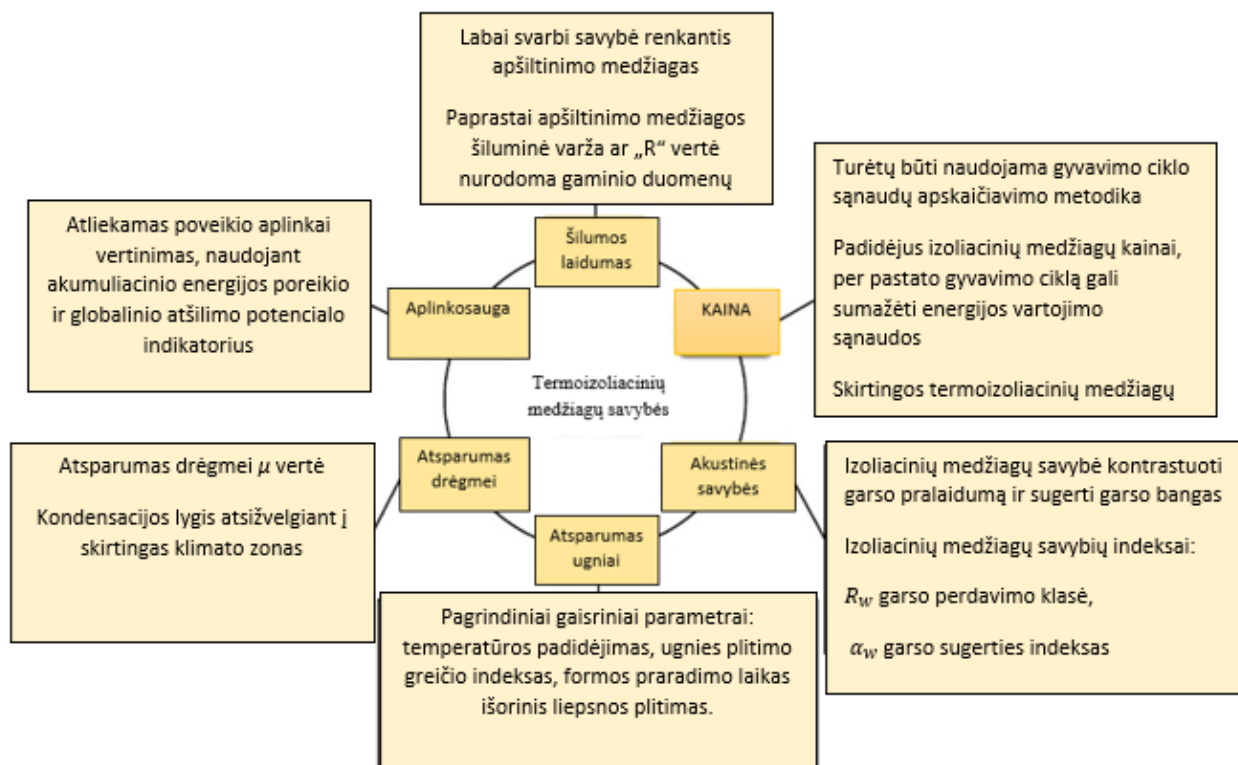 Labai svarbi savybė renkantis
apšiltinimo medžiagas
Paprastai apšiltinimo medžiagos
šiluminė varža ar „R“ vertė
nurodoma gaminio duomenų
Turėtų būti naudojama gyvavimo ciklo
sąnaudų apskaičiavimo metodika
Padidėjus izoliacinių medžiagų kainai,
per pastato gyvavimo ciklą gali
sumažėti energijos vartojimo
sąnaudos
Skirtingos termoizoliacinių medžiagų
Atliekamas poveikio aplinkai
vertinimas, naudojant
akumuliacinio energijos poreikio
ir globalinio atšilimo potencialo
indikatorius
Šilumos
laidumas
Aplinkosauga
KAINA
Termoizoliacinių
medžiagų savybės
Atsparumas
drėgmei
Akustinės
savybės
Atsparumas
ugniai
Atsparumas drėgmei μ vertė
Kondensacijos lygis atsižvelgiant į
skirtingas klimato zonas
Izoliacinių medžiagų savybė kontrastuoti
garso pralaidumą ir sugerti garso bangas
Izoliacinių medžiagų savybių indeksai:
R_w garso perdavimo klasė,
α_w garso sugerties indeksas
Pagrindiniai gaisriniai parametrai:
temperatūros padidėjimas, ugnies plitimo
greičio indeksas, formos praradimo laikas
išorinis liepsnos plitimas.